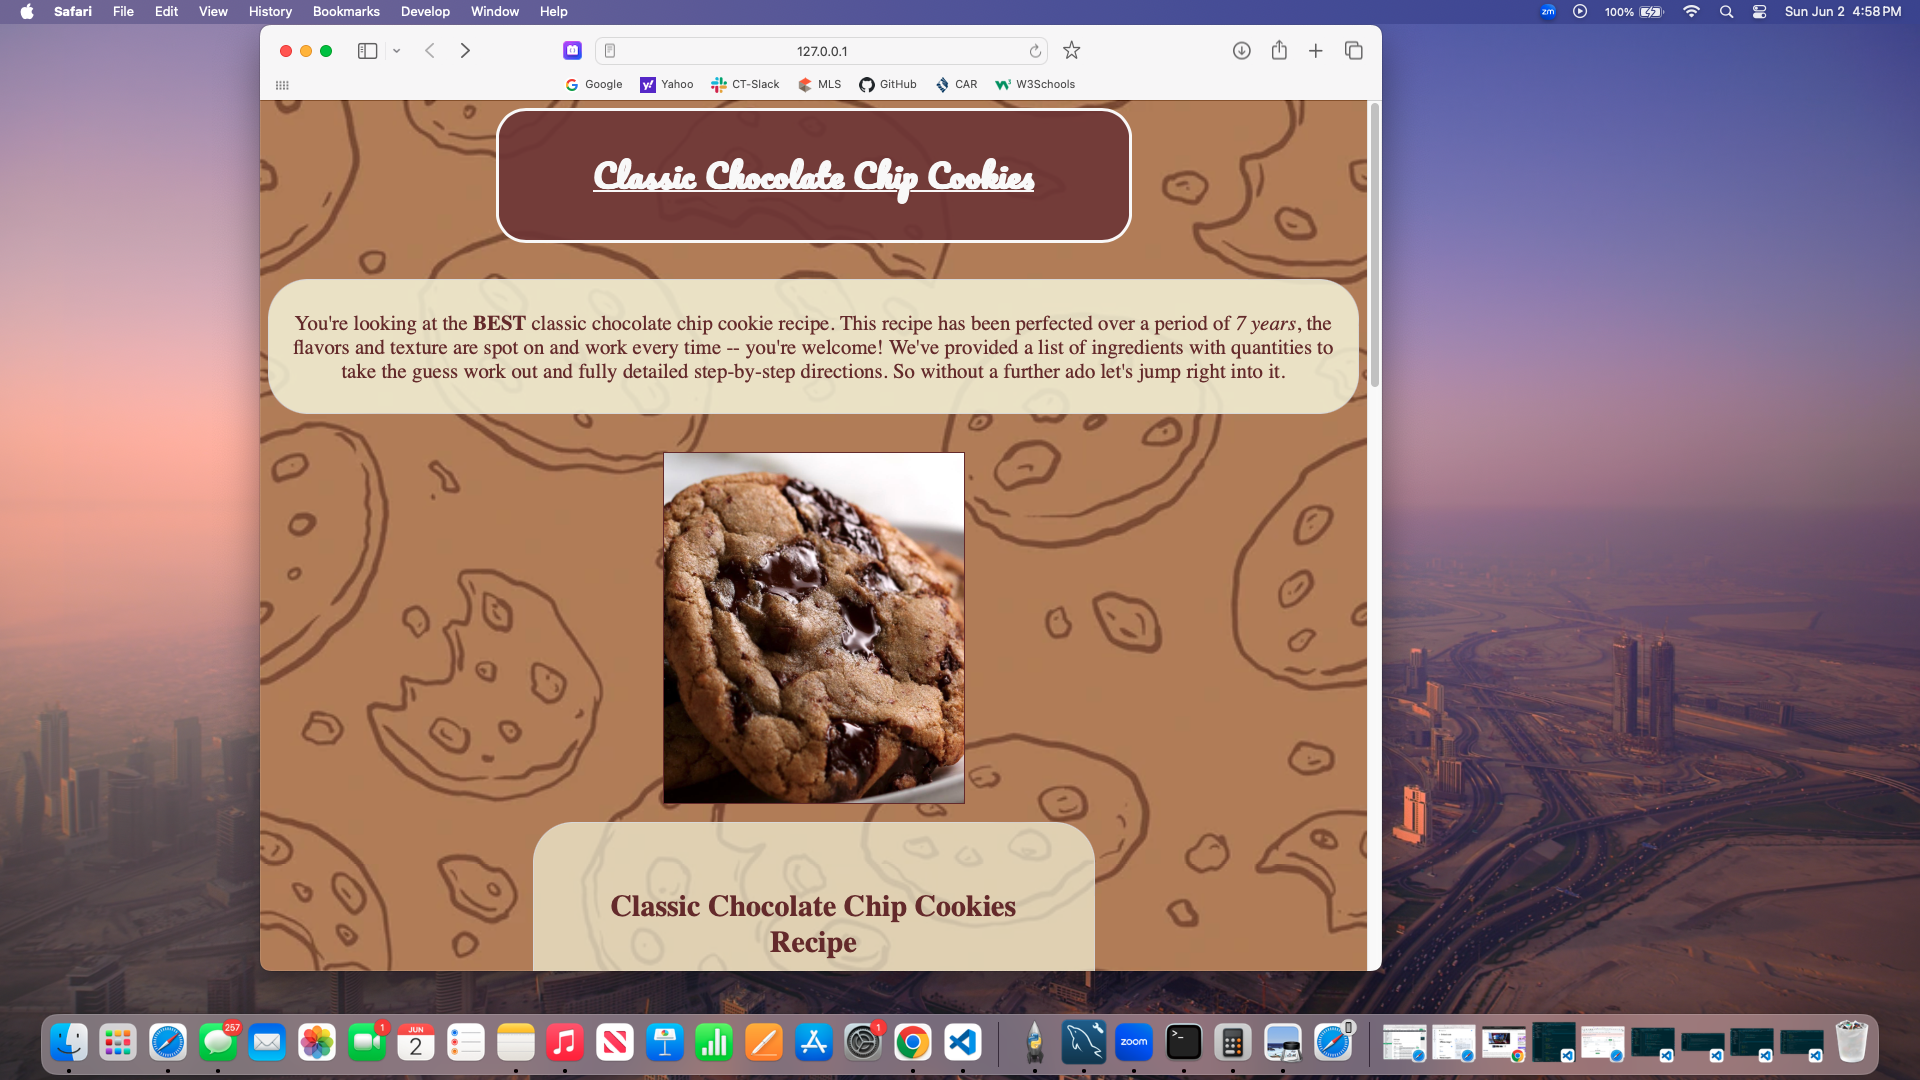 Safari File Edit View History Bookmarks Develop Window Help
zm 100% Sun Jun 2 4:58 PM
127.0.0.1
Google Yahoo CT-Slack MLS GitHub CAR W3Schools
Classic Chocolate Chip Cookies
You're looking at the BEST classic chocolate chip cookie recipe. This recipe has been perfected over a period of 7 years, the
flavors and texture are spot on and work every time -- you're welcome! We've provided a list of ingredients with quantities to
take the guess work out and fully detailed step-by-step directions. So without a further ado let's jump right into it.
Classic Chocolate Chip Cookies
Recipe
257 1 JUN 2 1 zoom